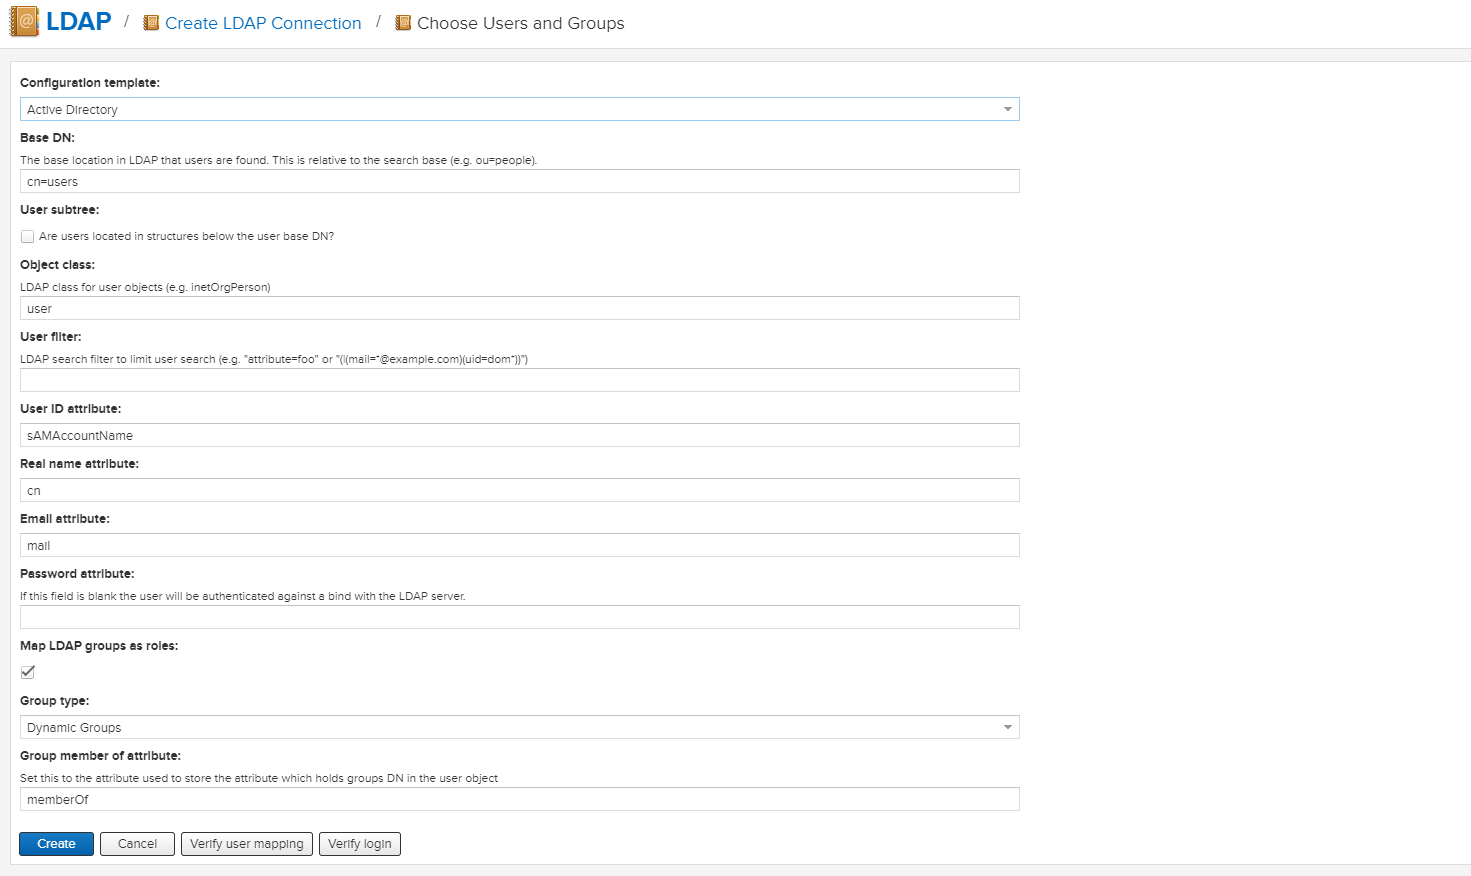 LDAP / Create LDAP Connection / Choose Users and Groups
Configuration template:
Active Directory
Base DN:
The base location in LDAP that users are found. This is relative to the search base (e.g. ou=people).
cn=users
User subtree:
Are users located in structures below the user base DN?
Object class:
LDAP class for user objects (e.g. inetOrgPerson)
user
User filter:
LDAP search filter to limit user search (e.g. "attribute=foo" or "(|(mail=*@example.com)(uid=dom*))")
User ID attribute:
sAMAccountName
Real name attribute:
cn
Email attribute:
mail
Password attribute:
If this field is blank the user will be authenticated against a bind with the LDAP server.
Map LDAP groups as roles:
Group type:
Dynamic Groups
Group member of attribute:
Set this to the attribute used to store the attribute which holds groups DN in the user object
memberOf
Create Cancel Verify user mapping Verify login